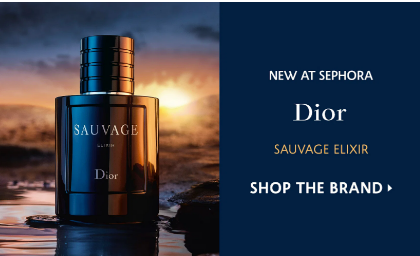 SAUVAGE
ELIXIR
Dior
NEW AT SEPHORA
Dior
SAUVAGE ELIXIR
SHOP THE BRAND